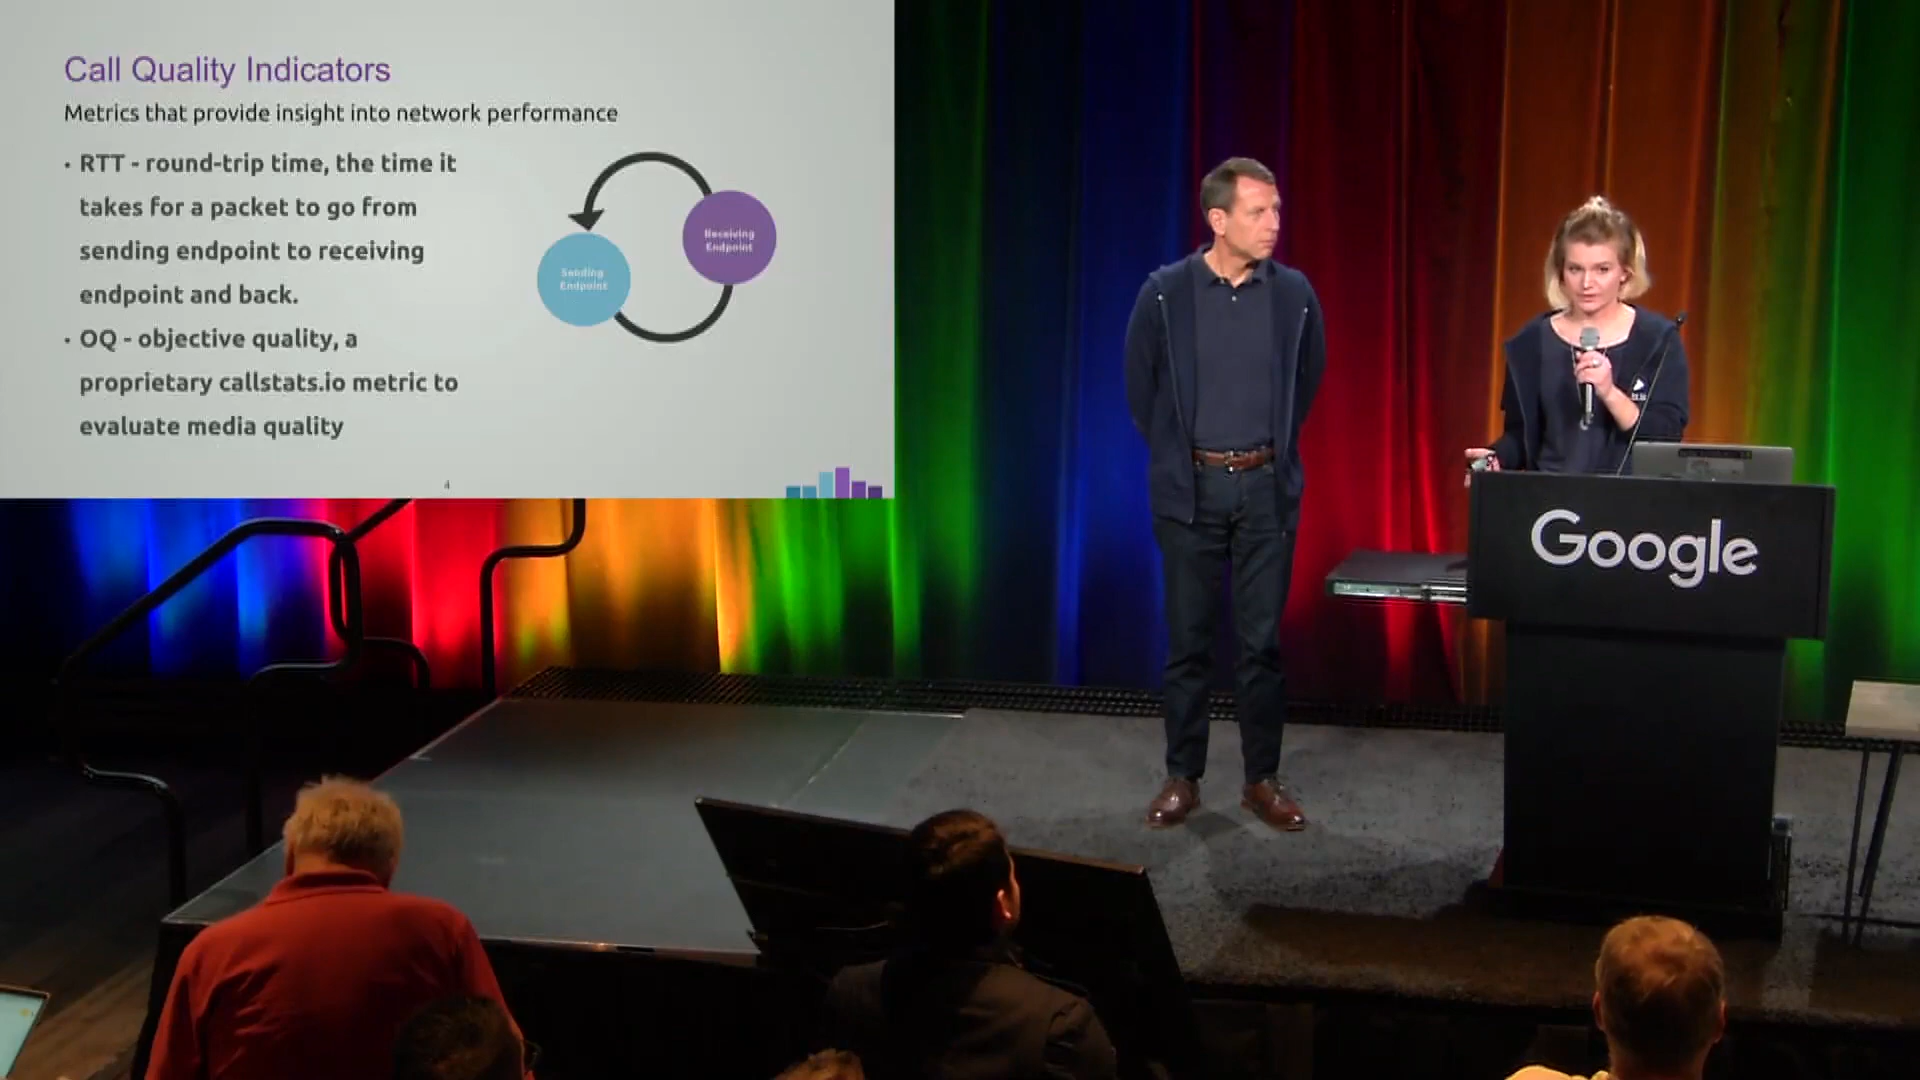 Call Quality Indicators
Metrics that provide insight into network performance
• RTT - round-trip time, the time it
takes for a packet to go from
sending endpoint to receiving
endpoint and back.
• OQ - objective quality, a
proprietary callstats.io metric to
evaluate media quality
Receiving
Endpoint
Sending
Endpoint
4
Google